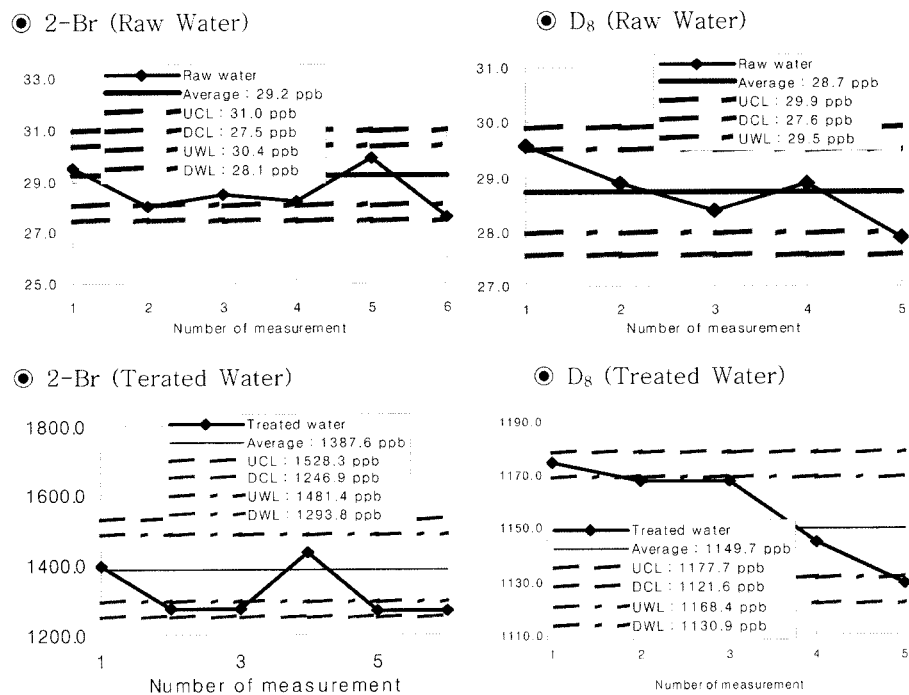 ◉ 2-Br (Raw Water)
33.0
31.0
29.0
27.0
25.0
Raw water
Average : 29.2 ppb
UCL : 31.0 ppb
DCL : 27.5 ppb
UWL : 30.4 ppb
DWL : 28.1 ppb
1 2 3 4 5 6
Number of measurement
◉ D₈ (Raw Water)
31.0
30.0
29.0
28.0
27.0
Raw water
Average : 28.7 ppb
UCL : 29.9 ppb
DCL : 27.6 ppb
UWL : 29.5 ppb
1 2 3 4 5
Number of measurement
◉ 2-Br (Terated Water)
1800.0
1600.0
1400.0
1200.0
Treated water
Average : 1387.6 ppb
UCL : 1528.3 ppb
DCL : 1246.9 ppb
UWL : 1481.4 ppb
DWL : 1293.8 ppb
1 3 5
Number of measurement
◉ D₈ (Treated Water)
1190.0
1170.0
1150.0
1130.0
1110.0
Treated water
Average : 1149.7 ppb
UCL : 1177.7 ppb
DCL : 1121.6 ppb
UWL : 1168.4 ppb
DWL : 1130.9 ppb
1 2 3 4 5
Number of measurement